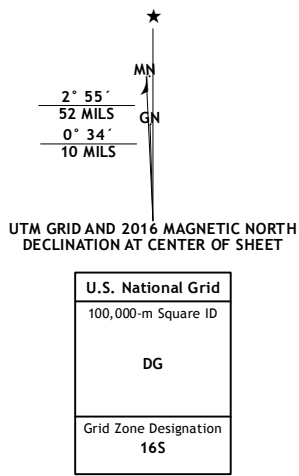 ★
MN
2° 55´
52 MILS
GN
0° 34´
10 MILS
UTM GRID AND 2016 MAGNETIC NORTH
DECLINATION AT CENTER OF SHEET
U.S. National Grid
100,000-m Square ID
DG
Grid Zone Designation
16S